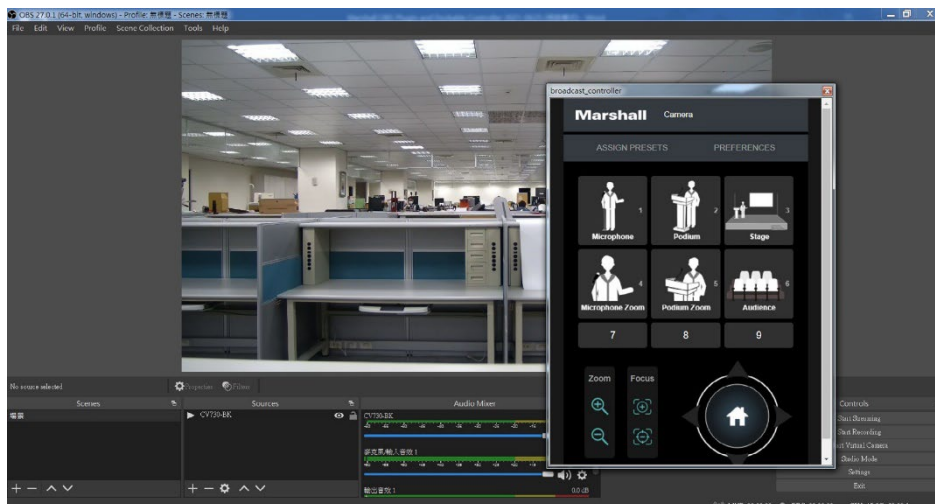 OBS 27.0.1 (64-bit, windows) - Profile: 無標題 - Scenes: 無標題
File Edit View Profile Scene Collection Tools Help
broadcast_controller
Marshall Camera
ASSIGN PRESETS PREFERENCES
1 2 3
Microphone Podium Stage
4 5 6
Microphone Zoom Podium Zoom Audience
7 8 9
Zoom Focus
No source selected
Properties Filters
Scenes Sources Audio Mixer Controls
場景
CV730-BK
CV730-BK
麥克風/輸入音效 1
輸出音效 1 0.0 dB
Start Streaming
Start Recording
Start Virtual Camera
Studio Mode
Settings
Exit